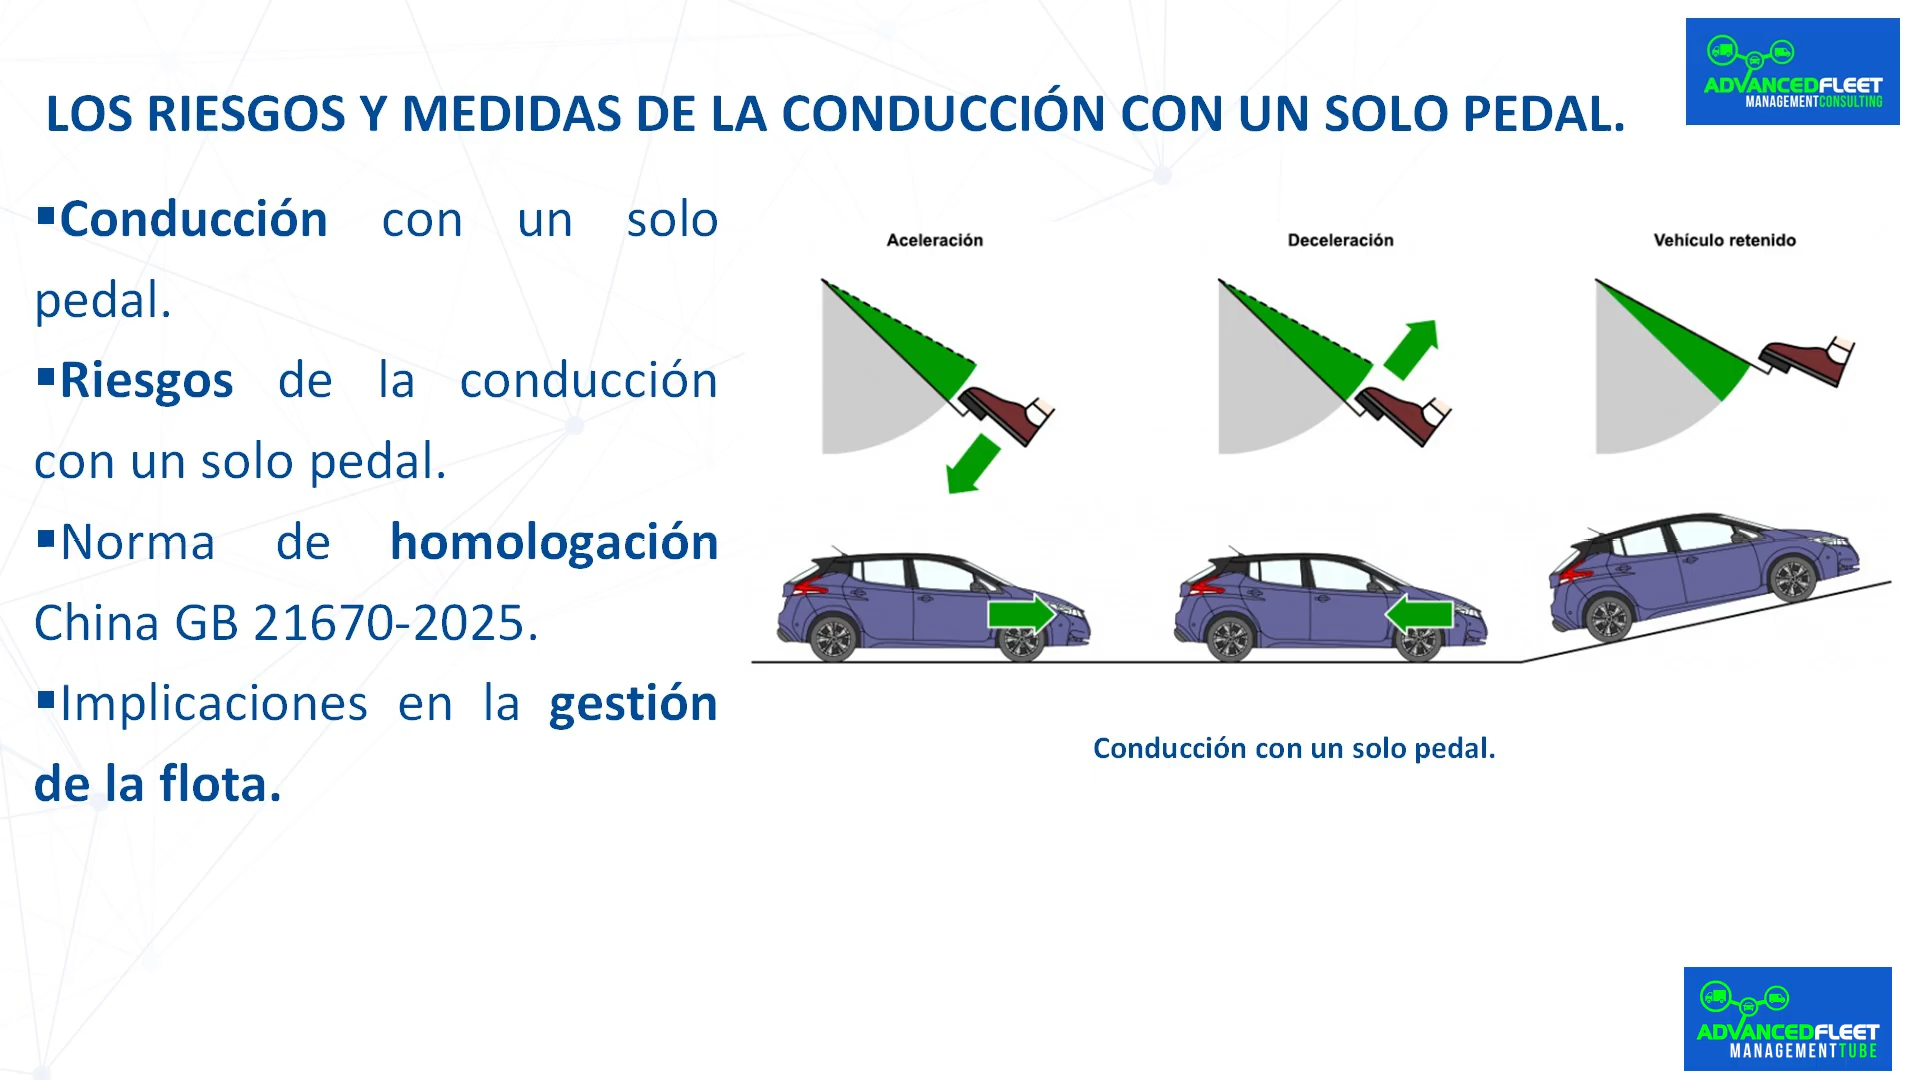 LOS RIESGOS Y MEDIDAS DE LA CONDUCCIÓN CON UN SOLO PEDAL.
ADVANCEDFLEET
MANAGEMENTCONSULTING
▪Conducción con un solo
pedal.
▪Riesgos de la conducción
con un solo pedal.
▪Norma de homologación
China GB 21670-2025.
▪Implicaciones en la gestión
de la flota.
Aceleración
Deceleración
Vehículo retenido
Conducción con un solo pedal.
ADVANCEDFLEET
MANAGEMENTTUBE